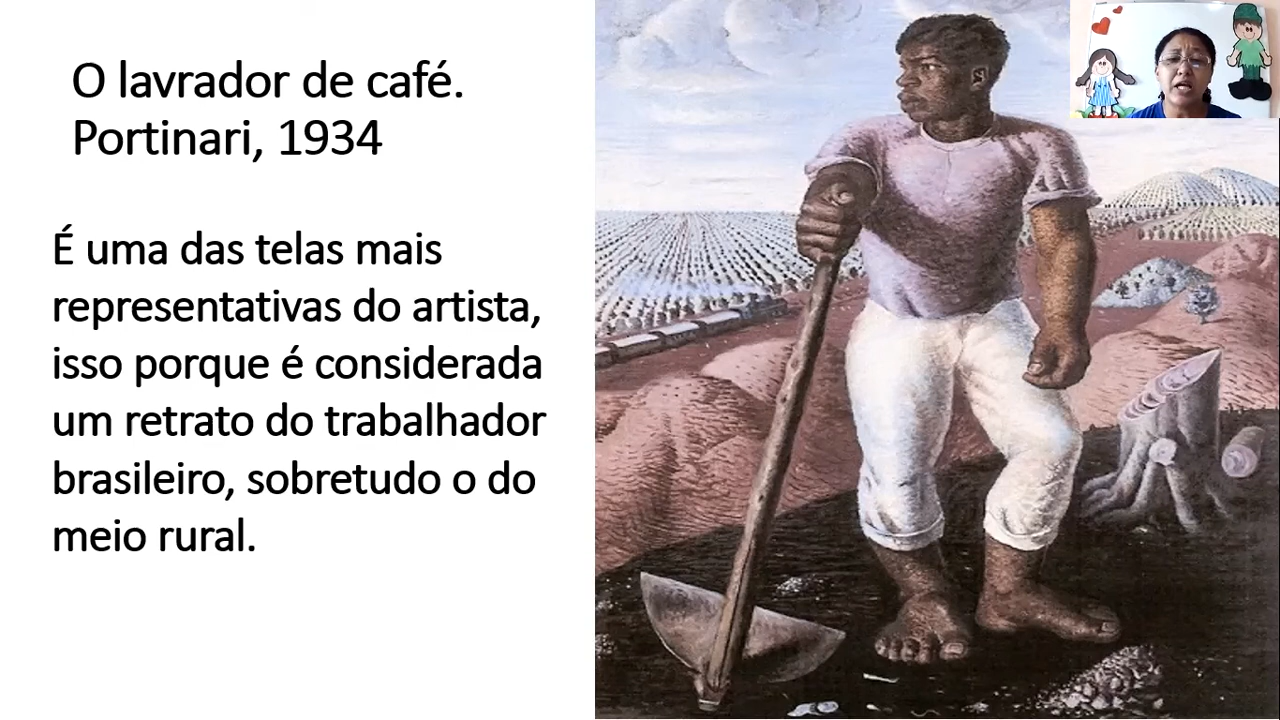 O lavrador de café.
Portinari, 1934
É uma das telas mais
representativas do artista,
isso porque é considerada
um retrato do trabalhador
brasileiro, sobretudo o do
meio rural.